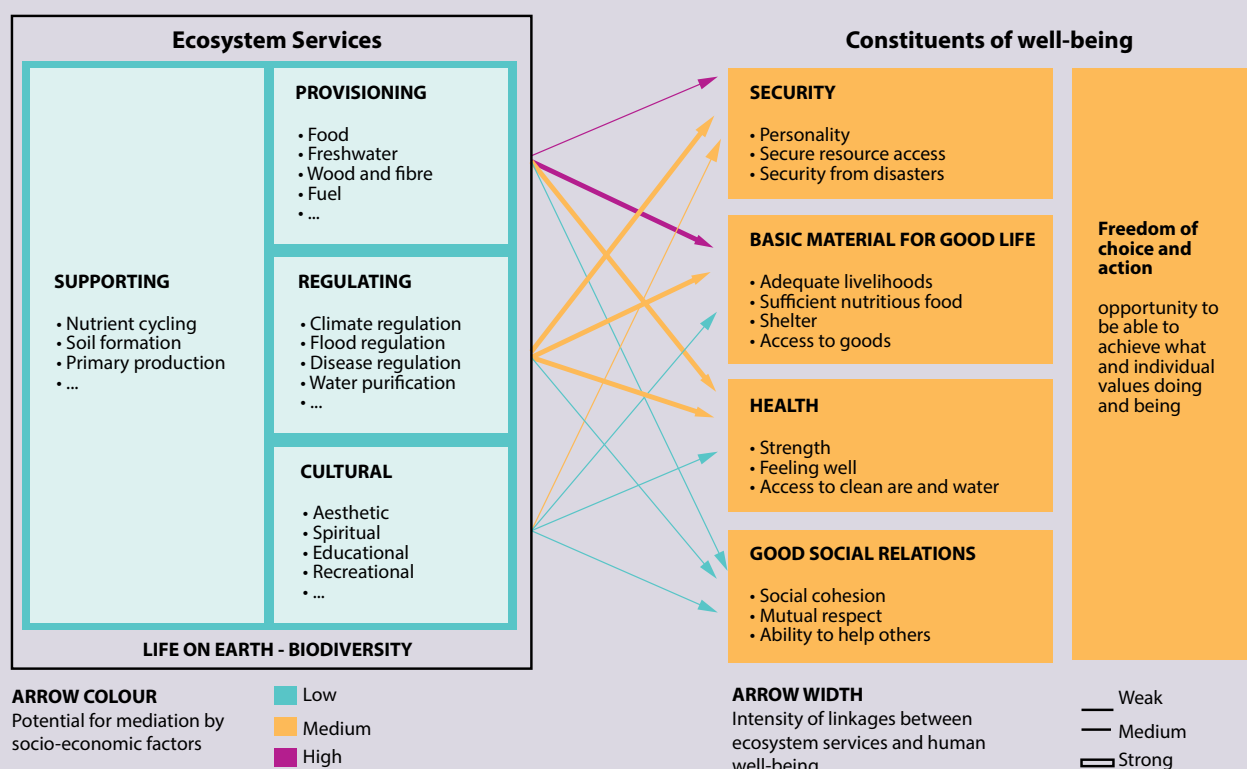 Ecosystem Services
SUPPORTING
• Nutrient cycling
• Soil formation
• Primary production
• ...
PROVISIONING
• Food
• Freshwater
• Wood and fibre
• Fuel
• ...
REGULATING
• Climate regulation
• Flood regulation
• Disease regulation
• Water purification
• ...
CULTURAL
• Aesthetic
• Spiritual
• Educational
• Recreational
• ...
LIFE ON EARTH - BIODIVERSITY
Constituents of well-being
SECURITY
• Personality
• Secure resource access
• Security from disasters
BASIC MATERIAL FOR GOOD LIFE
• Adequate livelihoods
• Sufficient nutritious food
• Shelter
• Access to goods
HEALTH
• Strength
• Feeling well
• Access to clean are and water
GOOD SOCIAL RELATIONS
• Social cohesion
• Mutual respect
• Ability to help others
Freedom of
choice and
action
opportunity to
be able to
achieve what
and individual
values doing
and being
ARROW COLOUR
Potential for mediation by
socio-economic factors
Low
Medium
High
ARROW WIDTH
Intensity of linkages between
ecosystem services and human
well-being
Weak
Medium
Strong